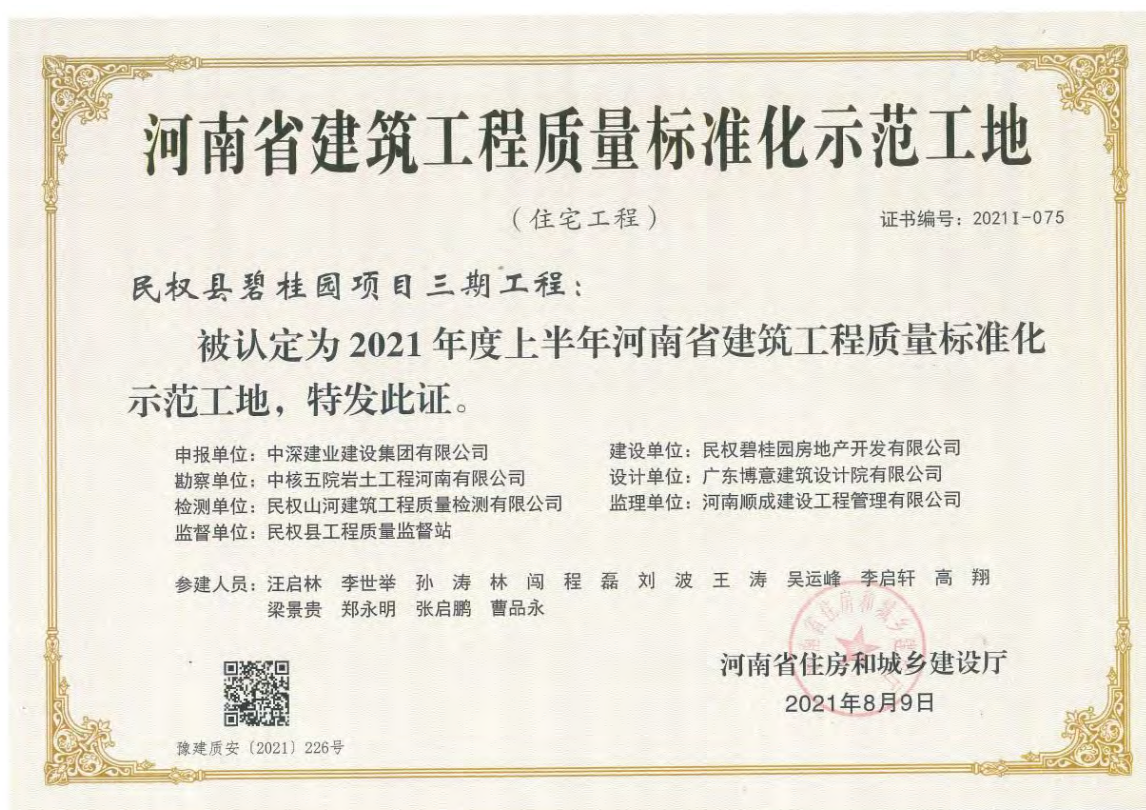 河南省建筑工程质量标准化示范工地
（住宅工程）
证书编号：2021I-075
民权县碧桂园项目三期工程：
被认定为 2021 年度上半年河南省建筑工程质量标准化
示范工地，特发此证。
申报单位：中深建业建设集团有限公司 建设单位：民权碧桂园房地产开发有限公司
勘察单位：中核五院岩土工程河南有限公司 设计单位：广东博意建筑设计院有限公司
检测单位：民权山河建筑工程质量检测有限公司 监理单位：河南顺成建设工程管理有限公司
监督单位：民权县工程质量监督站
参建人员：汪启林 李世举 孙 涛 林 闯 程 磊 刘 波 王 涛 吴运峰 李启轩 高 翔
梁景贵 郑永明 张启鹏 曹品永
河南省住房和城乡建设厅
2021年8月9日
豫建质安〔2021〕226号